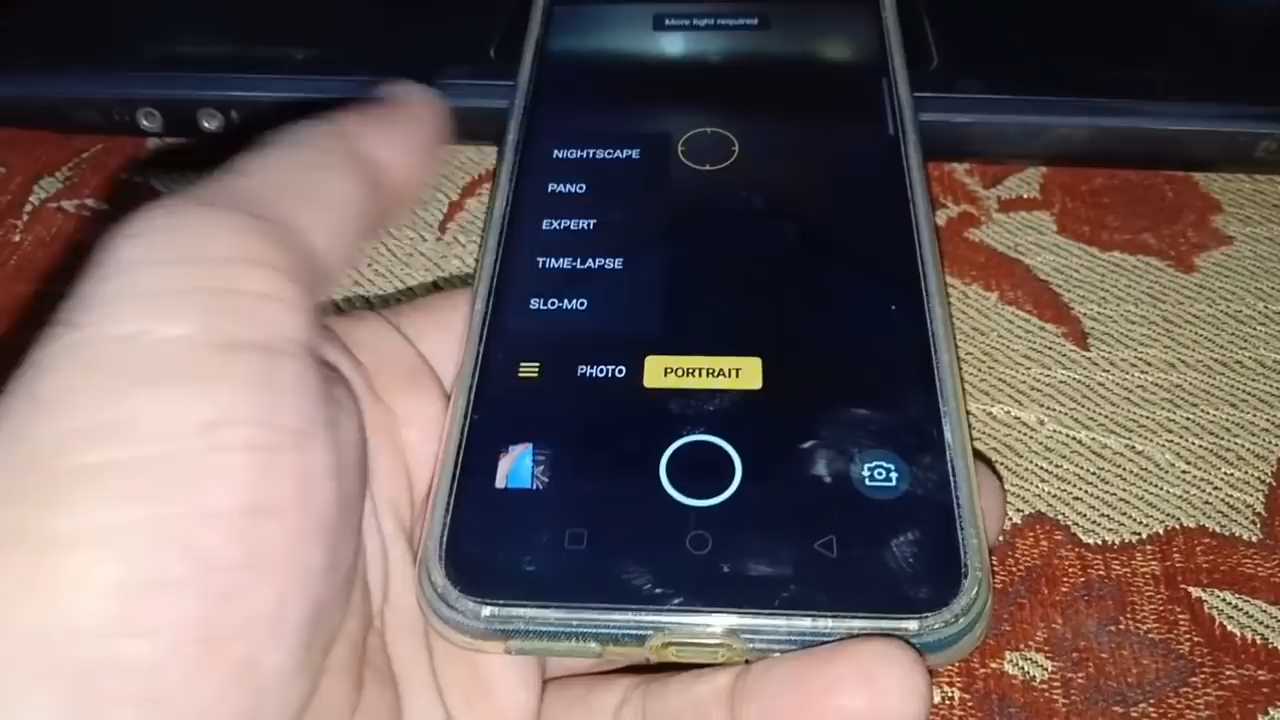 More light required
NIGHTSCAPE
PANO
EXPERT
TIME-LAPSE
SLO-MO
PHOTO PORTRAIT